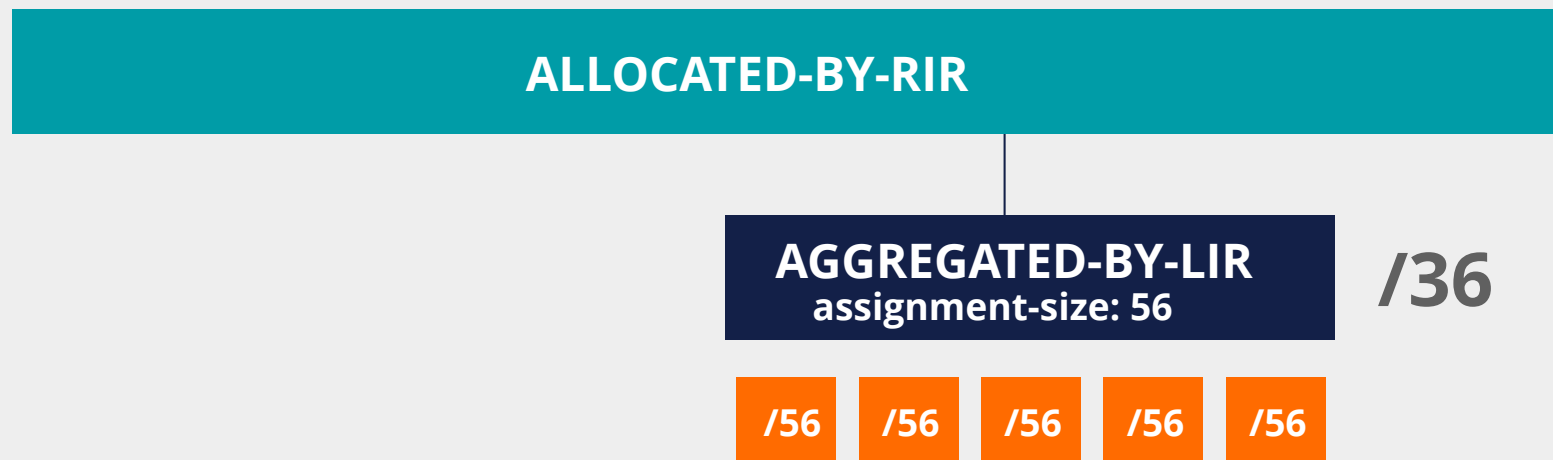 ALLOCATED-BY-RIR
AGGREGATED-BY-LIR
assignment-size: 56
/36
/56 /56 /56 /56 /56